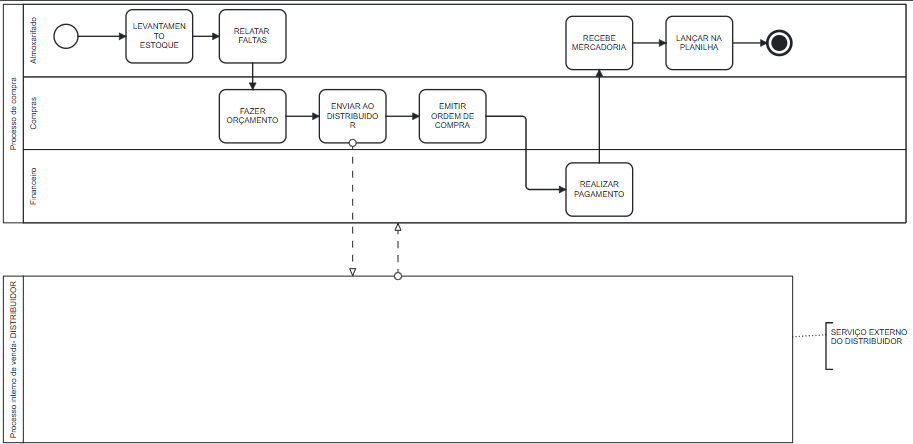 Processo de compra
Almoxarifado
LEVANTAMEN
TO
ESTOQUE
RELATAR
FALTAS
RECEBE
MERCADORIA
LANÇAR NA
PLANILHA
Compras
FAZER
ORÇAMENTO
ENVIAR AO
DISTRIBUIDO
R
EMITIR
ORDEM DE
COMPRA
Financeiro
REALIZAR
PAGAMENTO
Processo interno de venda- DISTRIBUIDOR
SERVIÇO EXTERNO
DO DISTRIBUIDOR